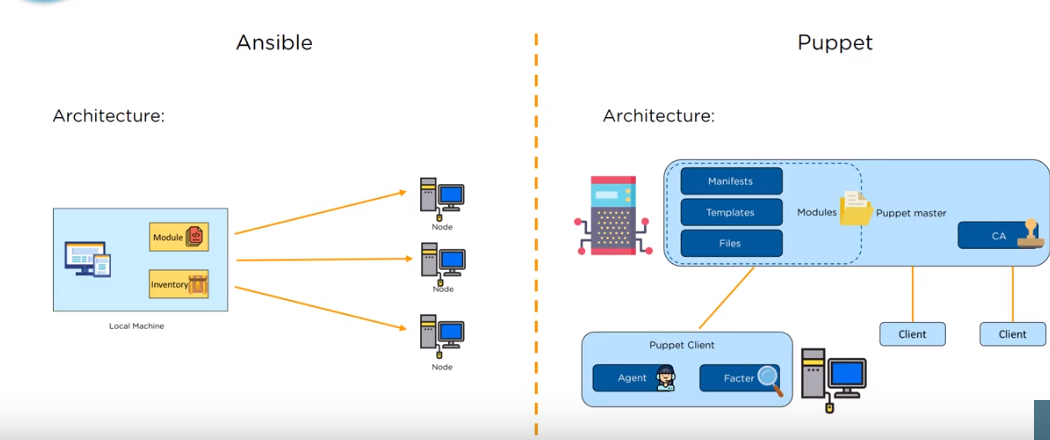 Ansible
Architecture:
Module
Inventory
Local Machine
Node
Node
Node
Puppet
Architecture:
Manifests
Templates
Files
Modules
Puppet master
CA
Puppet Client
Agent
Facter
Client
Client